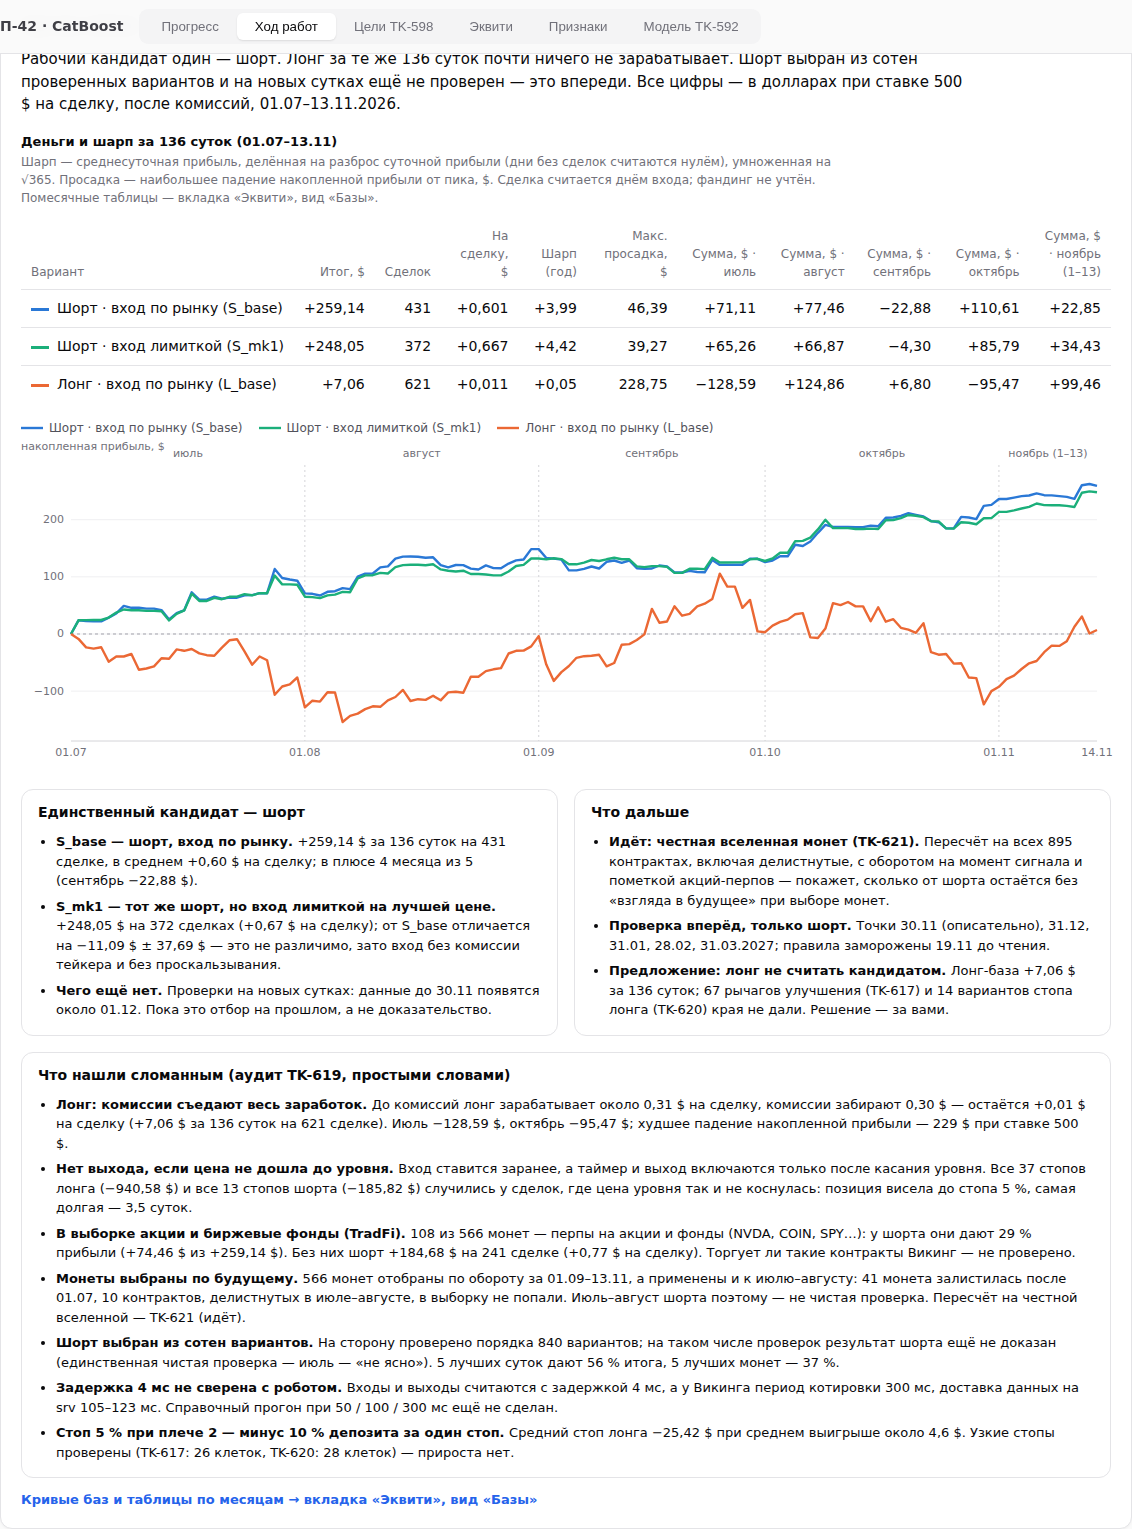 П-42 · CatBoost
Прогресс
Ход работ
Цели TK-598
Эквити
Признаки
Модель TK-592
Рабочий кандидат один — шорт. Лонг за те же 136 суток почти ничего не зарабатывает. Шорт выбран из сотен
проверенных вариантов и на новых сутках ещё не проверен — это впереди. Все цифры — в долларах при ставке 500
$ на сделку, после комиссий, 01.07–13.11.2026.
Деньги и шарп за 136 суток (01.07–13.11)
Шарп — среднесуточная прибыль, делённая на разброс суточной прибыли (дни без сделок считаются нулём), умноженная на
√365. Просадка — наибольшее падение накопленной прибыли от пика, $. Сделка считается днём входа; фандинг не учтён.
Помесячные таблицы — вкладка «Эквити», вид «Базы».
Вариант Итог, $ Сделок На сделку, $ Шарп (год) Макс. просадка, $ Сумма, $ · июль Сумма, $ · август Сумма, $ · сентябрь Сумма, $ · октябрь Сумма, $ · ноябрь (1–13)
Шорт · вход по рынку (S_base) +259,14 431 +0,601 +3,99 46,39 +71,11 +77,46 −22,88 +110,61 +22,85
Шорт · вход лимиткой (S_mk1) +248,05 372 +0,667 +4,42 39,27 +65,26 +66,87 −4,30 +85,79 +34,43
Лонг · вход по рынку (L_base) +7,06 621 +0,011 +0,05 228,75 −128,59 +124,86 +6,80 −95,47 +99,46
Шорт · вход по рынку (S_base) Шорт · вход лимиткой (S_mk1) Лонг · вход по рынку (L_base)
накопленная прибыль, $
июль август сентябрь октябрь ноябрь (1–13)
200
100
0
−100
01.07 01.08 01.09 01.10 01.11 14.11
Единственный кандидат — шорт
• S_base — шорт, вход по рынку. +259,14 $ за 136 суток на 431
сделке, в среднем +0,60 $ на сделку; в плюсе 4 месяца из 5
(сентябрь −22,88 $).
• S_mk1 — тот же шорт, но вход лимиткой на лучшей цене.
+248,05 $ на 372 сделках (+0,67 $ на сделку); от S_base отличается
на −11,09 $ ± 37,69 $ — это не различимо, зато вход без комиссии
тейкера и без проскальзывания.
• Чего ещё нет. Проверки на новых сутках: данные до 30.11 появятся
около 01.12. Пока это отбор на прошлом, а не доказательство.
Что дальше
• Идёт: честная вселенная монет (TK-621). Пересчёт на всех 895
контрактах, включая делистнутые, с оборотом на момент сигнала и
пометкой акций-перпов — покажет, сколько от шорта остаётся без
«взгляда в будущее» при выборе монет.
• Проверка вперёд, только шорт. Точки 30.11 (описательно), 31.12,
31.01, 28.02, 31.03.2027; правила заморожены 19.11 до чтения.
• Предложение: лонг не считать кандидатом. Лонг-база +7,06 $
за 136 суток; 67 рычагов улучшения (TK-617) и 14 вариантов стопа
лонга (TK-620) края не дали. Решение — за вами.
Что нашли сломанным (аудит TK-619, простыми словами)
• Лонг: комиссии съедают весь заработок. До комиссий лонг зарабатывает около 0,31 $ на сделку, комиссии забирают 0,30 $ — остаётся +0,01 $
на сделку (+7,06 $ за 136 суток на 621 сделке). Июль −128,59 $, октябрь −95,47 $; худшее падение накопленной прибыли — 229 $ при ставке 500
$.
• Нет выхода, если цена не дошла до уровня. Вход ставится заранее, а таймер и выход включаются только после касания уровня. Все 37 стопов
лонга (−940,58 $) и все 13 стопов шорта (−185,82 $) случились у сделок, где цена уровня так и не коснулась: позиция висела до стопа 5 %, самая
долгая — 3,5 суток.
• В выборке акции и биржевые фонды (TradFi). 108 из 566 монет — перпы на акции и фонды (NVDA, COIN, SPY…): у шорта они дают 29 %
прибыли (+74,46 $ из +259,14 $). Без них шорт +184,68 $ на 241 сделке (+0,77 $ на сделку). Торгует ли такие контракты Викинг — не проверено.
• Монеты выбраны по будущему. 566 монет отобраны по обороту за 01.09–13.11, а применены и к июлю–августу: 41 монета залистилась после
01.07, 10 контрактов, делистнутых в июле–августе, в выборку не попали. Июль–август шорта поэтому — не чистая проверка. Пересчёт на честной
вселенной — TK-621 (идёт).
• Шорт выбран из сотен вариантов. На сторону проверено порядка 840 вариантов; на таком числе проверок результат шорта ещё не доказан
(единственная чистая проверка — июль — «не ясно»). 5 лучших суток дают 56 % итога, 5 лучших монет — 37 %.
• Задержка 4 мс не сверена с роботом. Входы и выходы считаются с задержкой 4 мс, а у Викинга период котировки 300 мс, доставка данных на
srv 105–123 мс. Справочный прогон при 50 / 100 / 300 мс ещё не сделан.
• Стоп 5 % при плече 2 — минус 10 % депозита за один стоп. Средний стоп лонга −25,42 $ при среднем выигрыше около 4,6 $. Узкие стопы
проверены (TK-617: 26 клеток, TK-620: 28 клеток) — прироста нет.
Кривые баз и таблицы по месяцам → вкладка «Эквити», вид «Базы»